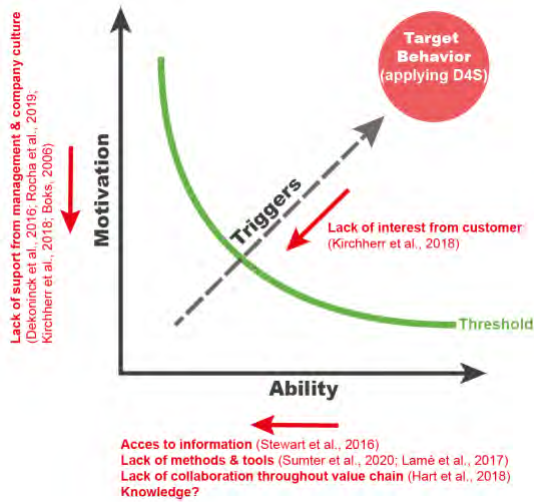 Lack of suport from management & company culture
(Dekoninck et al., 2016; Rocha et al., 2019;
Kirchherr et al., 2018; Boks, 2006)
Motivation
Target
Behavior
(applying D4S)
Triggers
Lack of interest from customer
(Kirchherr et al., 2018)
Threshold
Ability
Acces to information (Stewart et al., 2016)
Lack of methods & tools (Sumter et al., 2020; Lamé et al., 2017)
Lack of collaboration throughout value chain (Hart et al., 2018)
Knowledge?